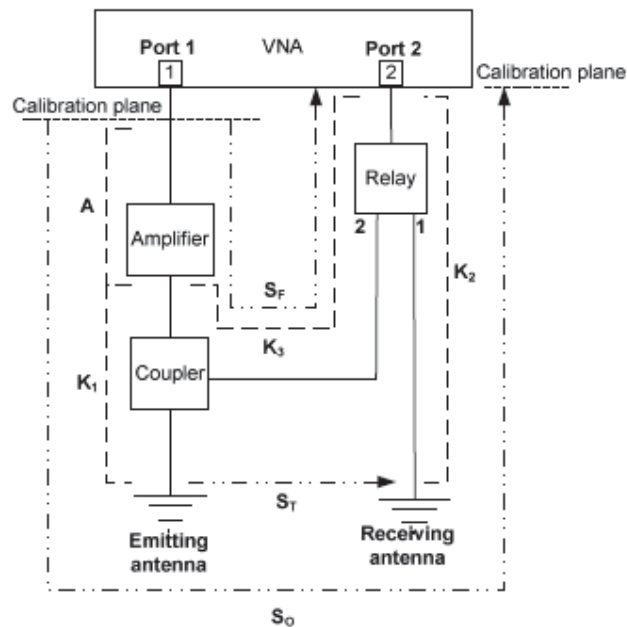 Port 1 VNA Port 2
1 2
Calibration plane
Calibration plane
Relay
A
2 1
Amplifier
K2
SF
K3
Coupler
K1
ST
Emitting antenna
Receiving antenna
SO